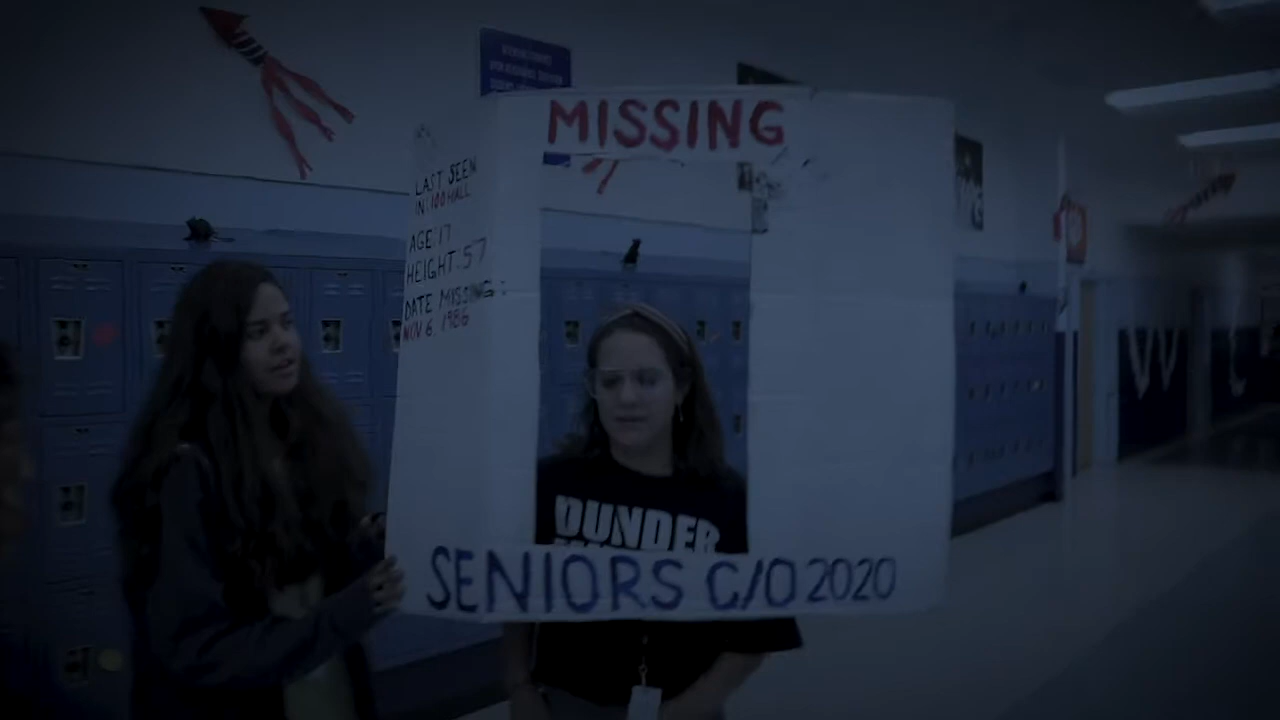 MISSING
LAST SEEN
IN: 100 HALL
AGE: 17
HEIGHT: 5'7
DATE MISSING:
NOV 6, 1986
DUNDER
SENIORS C/O 2020